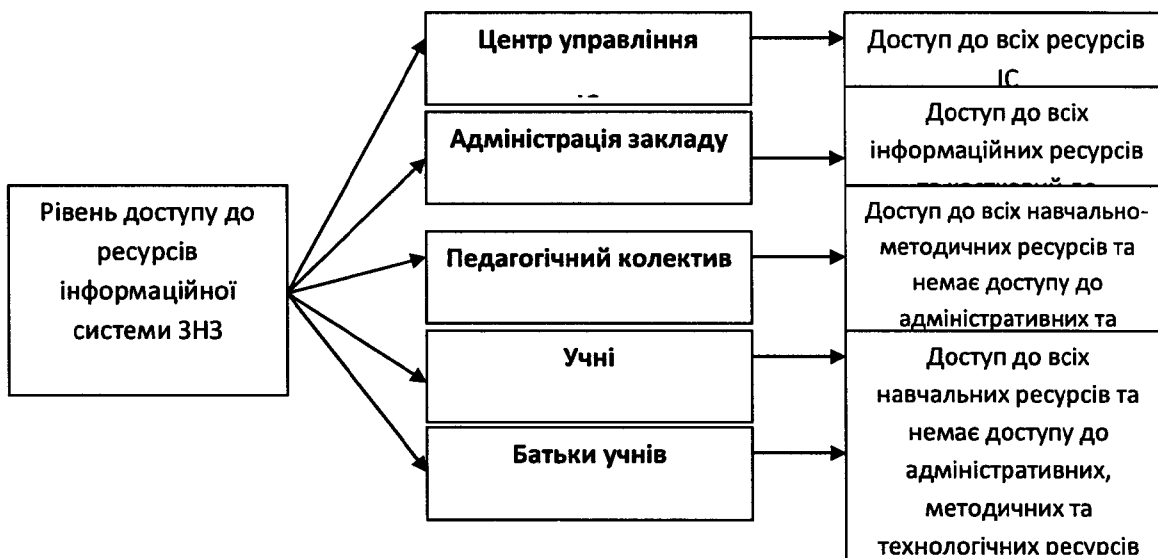 Рівень доступу до
ресурсів
інформаційної
системи ЗНЗ
Центр управління
Адміністрація закладу
Педагогічний колектив
Учні
Батьки учнів
Доступ до всіх ресурсів
ІС
Доступ до всіх
інформаційних ресурсів
Доступ до всіх навчально-
методичних ресурсів та
немає доступу до
адміністративних та
Доступ до всіх
навчальних ресурсів та
немає доступу до
адміністративних,
методичних та
технологічних ресурсів